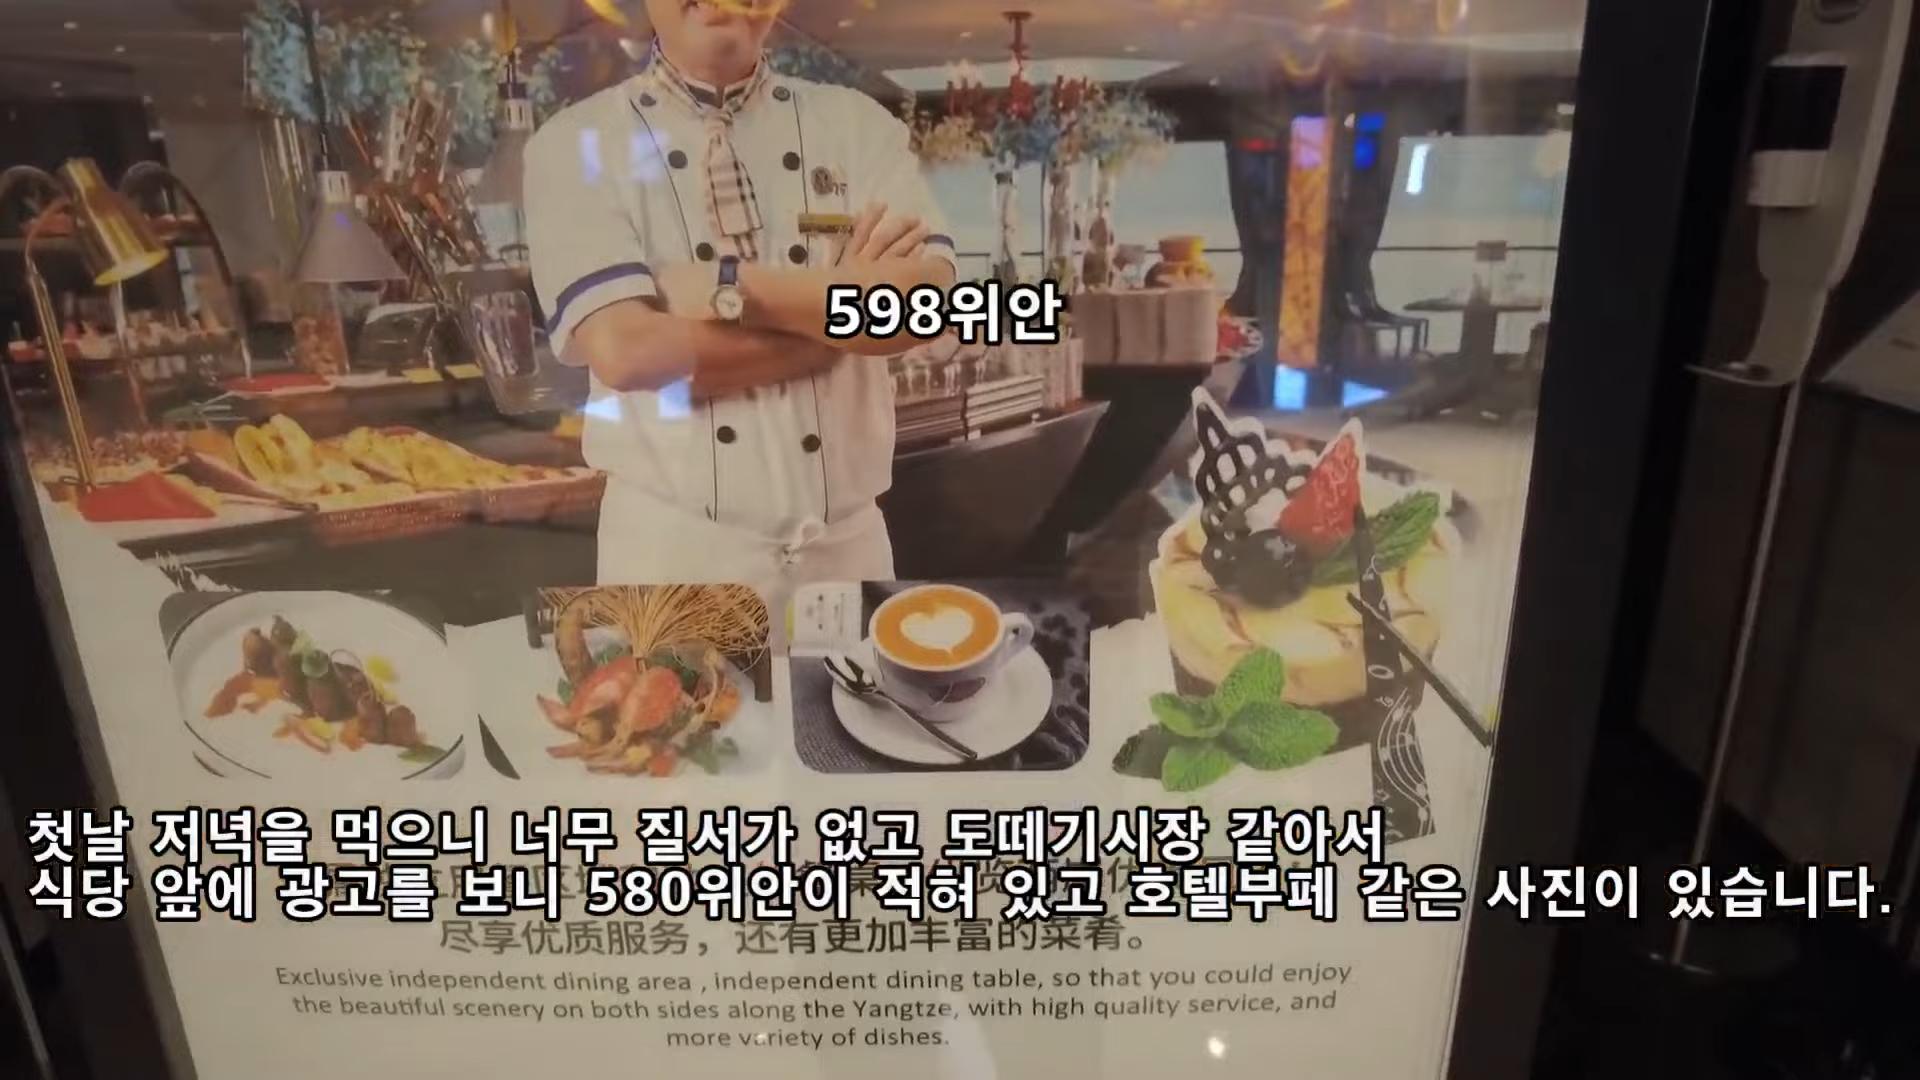 598위안
첫날 저녁을 먹으니 너무 질서가 없고 도떼기시장 같아서
식당 앞에 광고를 보니 580위안이 적혀 있고 호텔부페 같은 사진이 있습니다.
尽享优质服务，还有更加丰富的菜肴。
Exclusive independent dining area , independent dining table, so that you could enjoy
the beautiful scenery on both sides along the Yangtze, with high quality service, and
more variety of dishes.